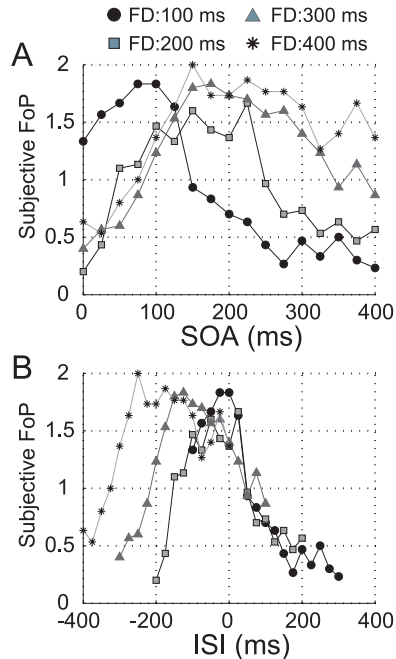 FD:100 ms FD:300 ms
FD:200 ms FD:400 ms
A
Subjective FoP
2
1.5
1
0.5
0
0 100 200 300 400
SOA (ms)
B
Subjective FoP
2
1.5
1
0.5
0
-400 -200 0 200 400
ISI (ms)